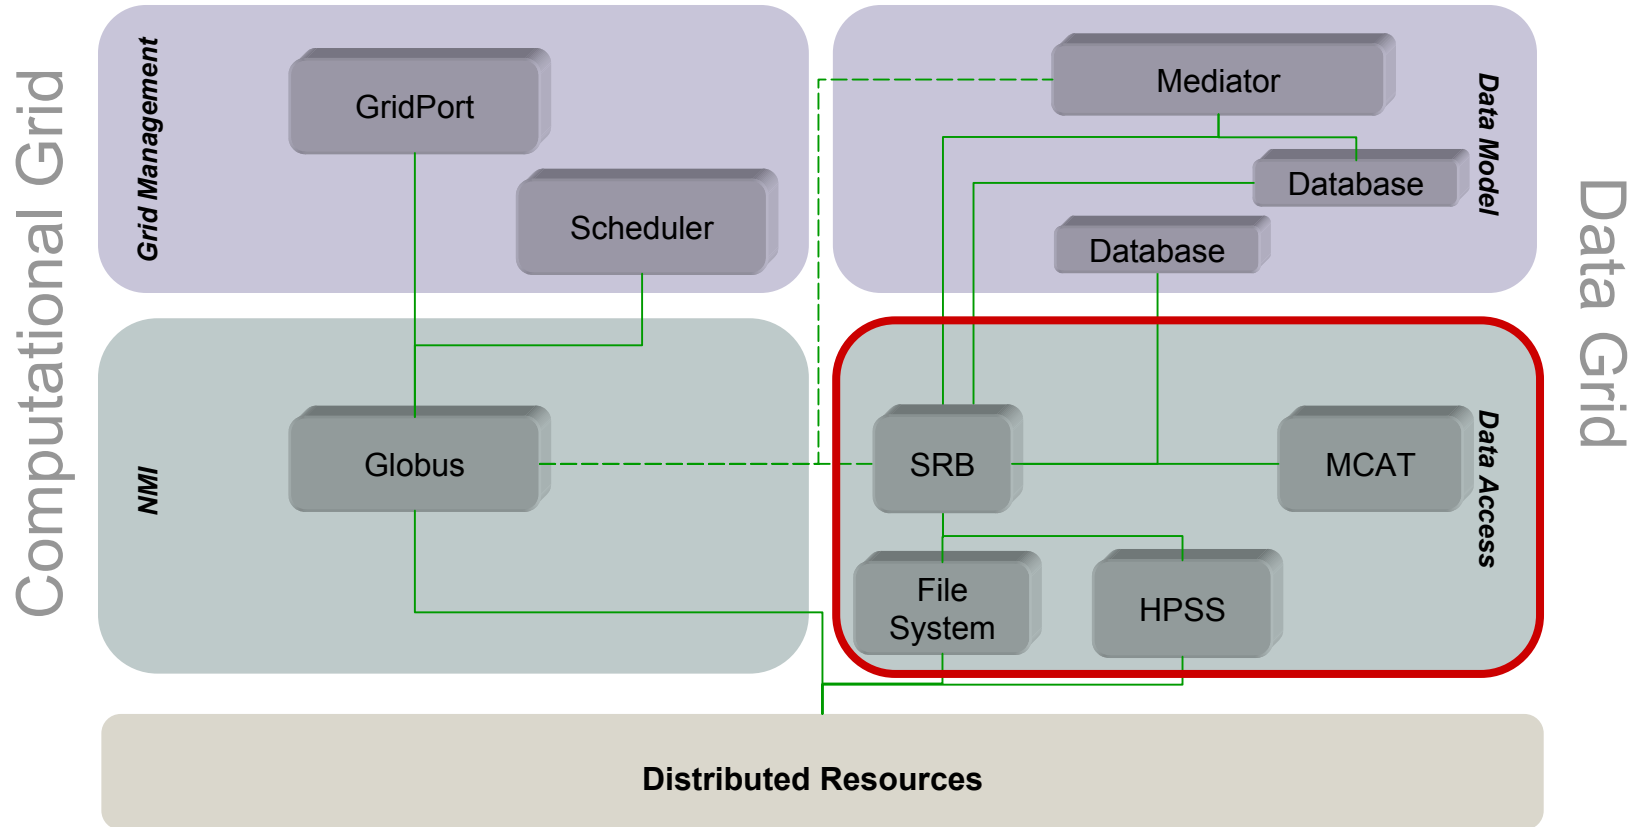 Computational Grid
Grid Management
GridPort
Scheduler
Mediator
Database
Database
Data Model
Data Grid
NMI
Globus
SRB
MCAT
Data Access
File
System
HPSS
Distributed Resources